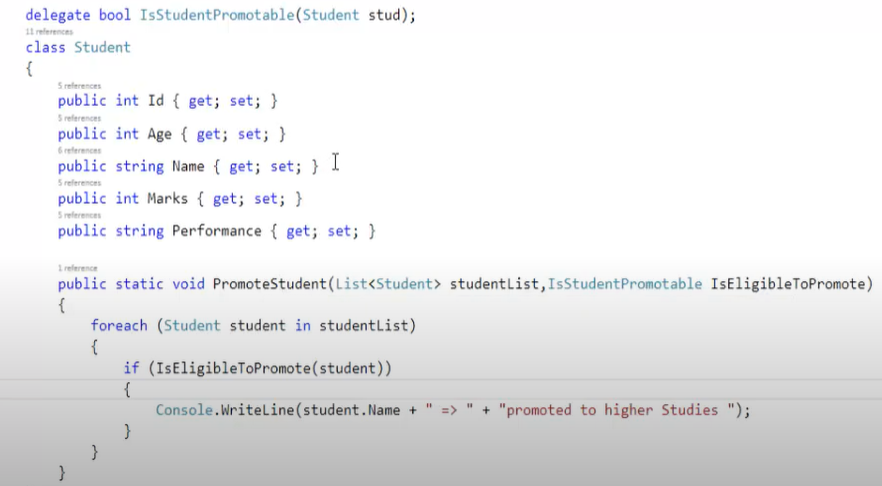 delegate bool IsStudentPromotable(Student stud);
11 references
class Student
{
5 references
public int Id { get; set; }
5 references
public int Age { get; set; }
6 references
public string Name { get; set; }
5 references
public int Marks { get; set; }
5 references
public string Performance { get; set; }
1 reference
public static void PromoteStudent(List<Student> studentList,IsStudentPromotable IsEligibleToPromote)
{
foreach (Student student in studentList)
{
if (IsEligibleToPromote(student))
{
Console.WriteLine(student.Name + " => " + "promoted to higher Studies ");
}
}
}